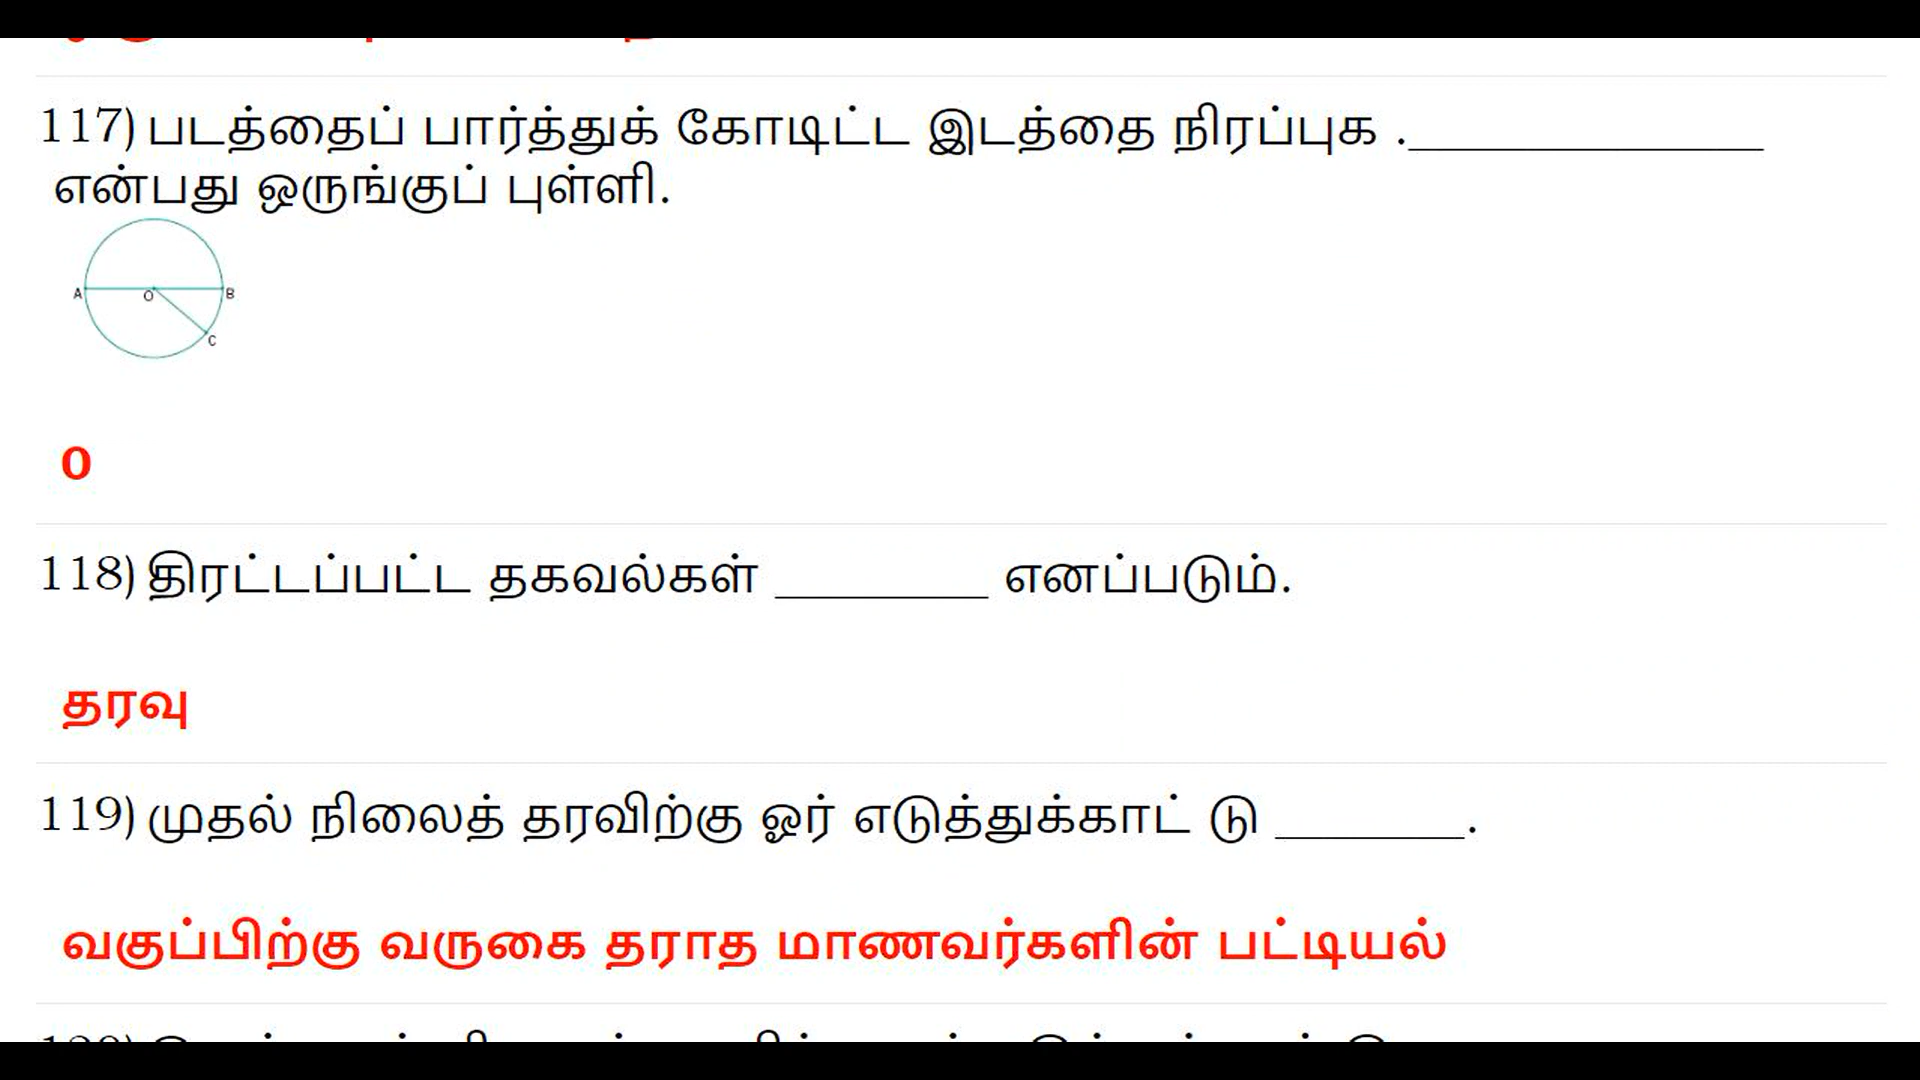 117) படத்தைப் பார்த்துக் கோடிட்ட இடத்தை நிரப்புக .______________
என்பது ஒருங்குப் புள்ளி.
A O B
C
O
118) திரட்டப்பட்ட தகவல்கள் ________ எனப்படும்.
தரவு
119) முதல் நிலைத் தரவிற்கு ஓர் எடுத்துக்காட் டு _______.
வகுப்பிற்கு வருகை தராத மாணவர்களின் பட்டியல்